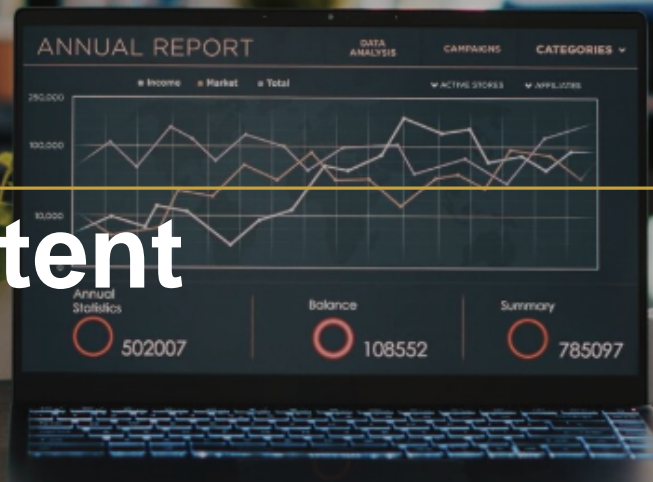 ANNUAL REPORT
DATA ANALYSIS
CAMPAIGNS
CATEGORIES
Income
Market
Total
ACTIVE STORES
AFFILIATES
250,000
100,000
10,000
tent
Annual Statistics
502007
Balance
108552
Summary
785097